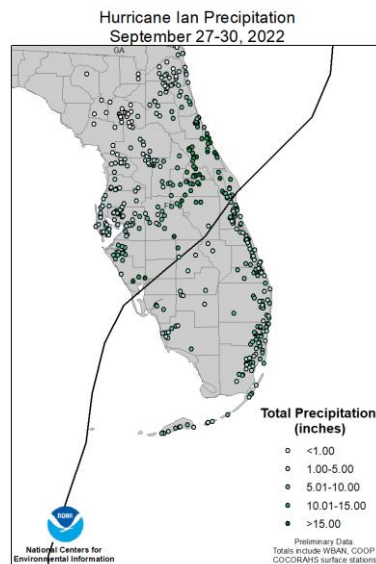 Hurricane Ian Precipitation
September 27-30, 2022
GA
FL
Total Precipitation
(inches)
<1.00
1.00-5.00
5.01-10.00
10.01-15.00
>15.00
NOAA
National Centers for
Environmental Information
Preliminary Data
Totals include WBAN, COOP
COCORAHS surface stations